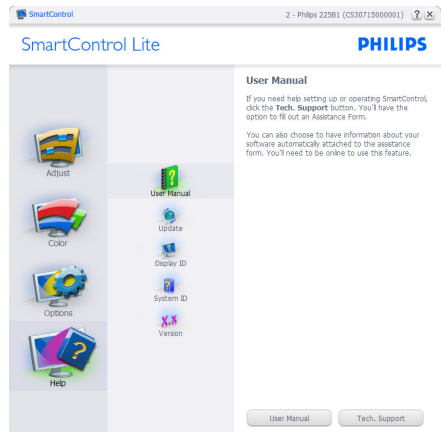 SmartControl
2 - Philips 225B1 (CS30715000001)
? X
SmartControl Lite
PHILIPS
Adjust
Color
Options
Help
User Manual
Update
Display ID
System ID
X.X
Version
User Manual
If you need help setting up or operating SmartControl,
click the Tech. Support button. You'll have the
option to fill out an Assistance Form.
You can also choose to have information about your
software automatically attached to the assistance
form. You'll need to be online to use this feature.
User Manual
Tech. Support